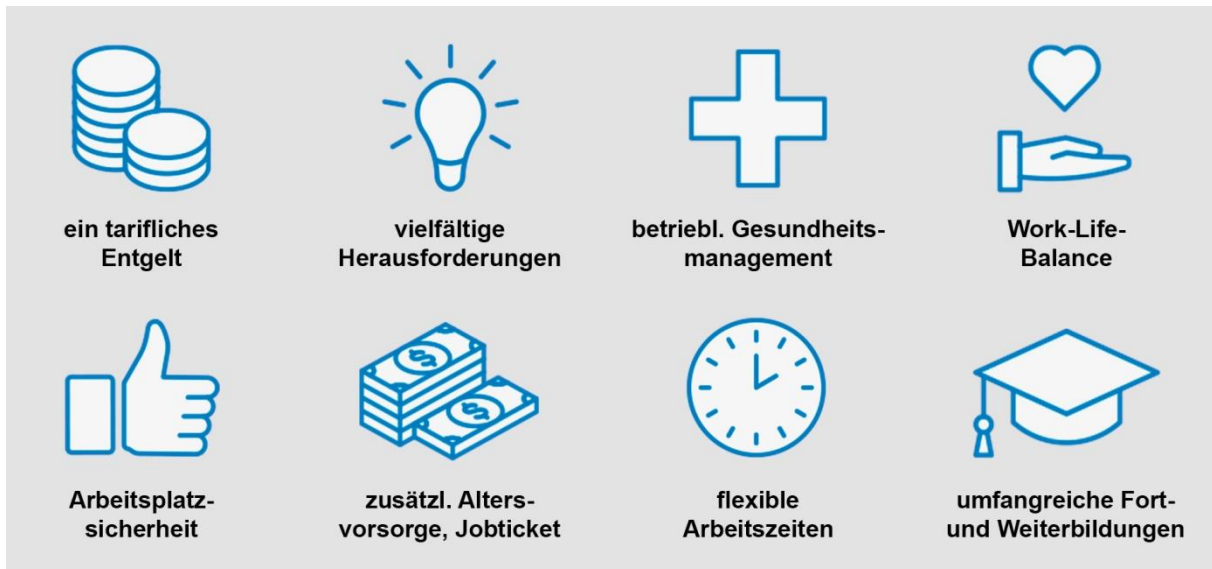 ein tarifliches
Entgelt
vielfältige
Herausforderungen
betriebl. Gesundheits-
management
Work-Life-
Balance
Arbeitsplatz-
sicherheit
zusätzl. Alters-
vorsorge, Jobticket
flexible
Arbeitszeiten
umfangreiche Fort-
und Weiterbildungen